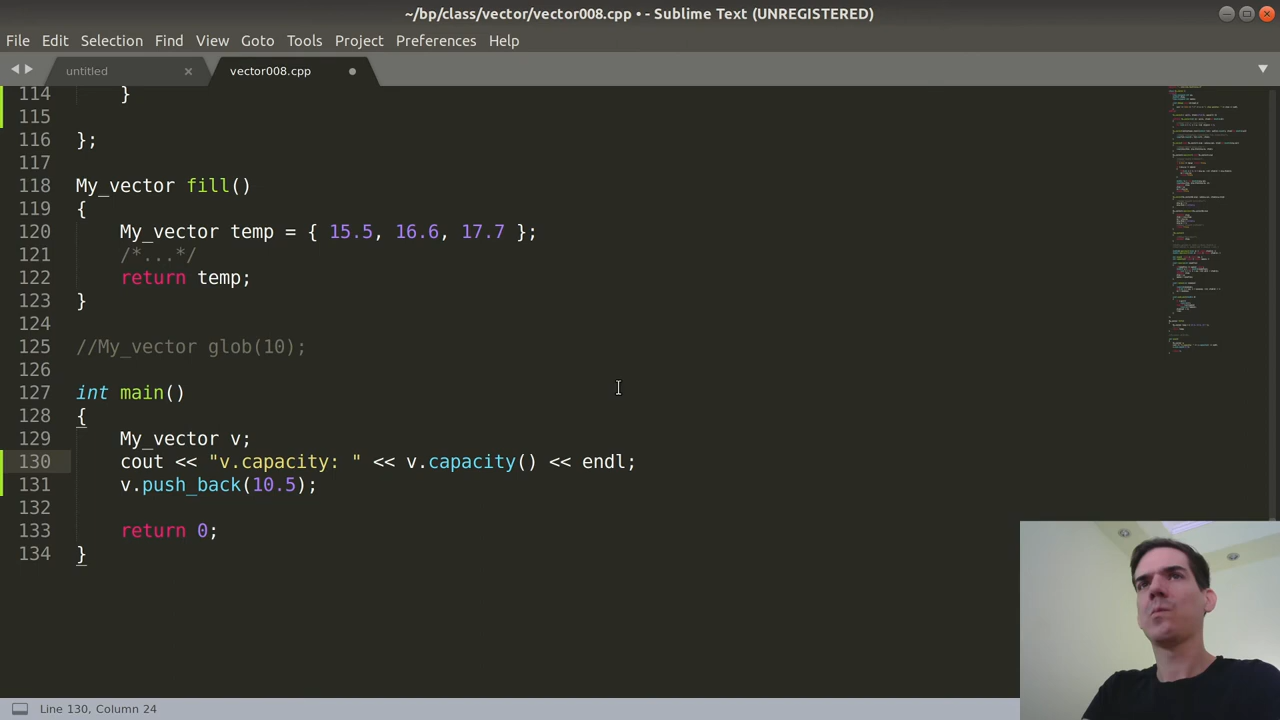 ~/bp/class/vector/vector008.cpp • - Sublime Text (UNREGISTERED)
File Edit Selection Find View Goto Tools Project Preferences Help
untitled vector008.cpp
114 }
115
116 };
117
118 My_vector fill()
119 {
120 My_vector temp = { 15.5, 16.6, 17.7 };
121 /*...*/
122 return temp;
123 }
124
125 //My_vector glob(10);
126
127 int main()
128 {
129 My_vector v;
130 cout << "v.capacity: " << v.capacity() << endl;
131 v.push_back(10.5);
132
133 return 0;
134 }
Line 130, Column 24